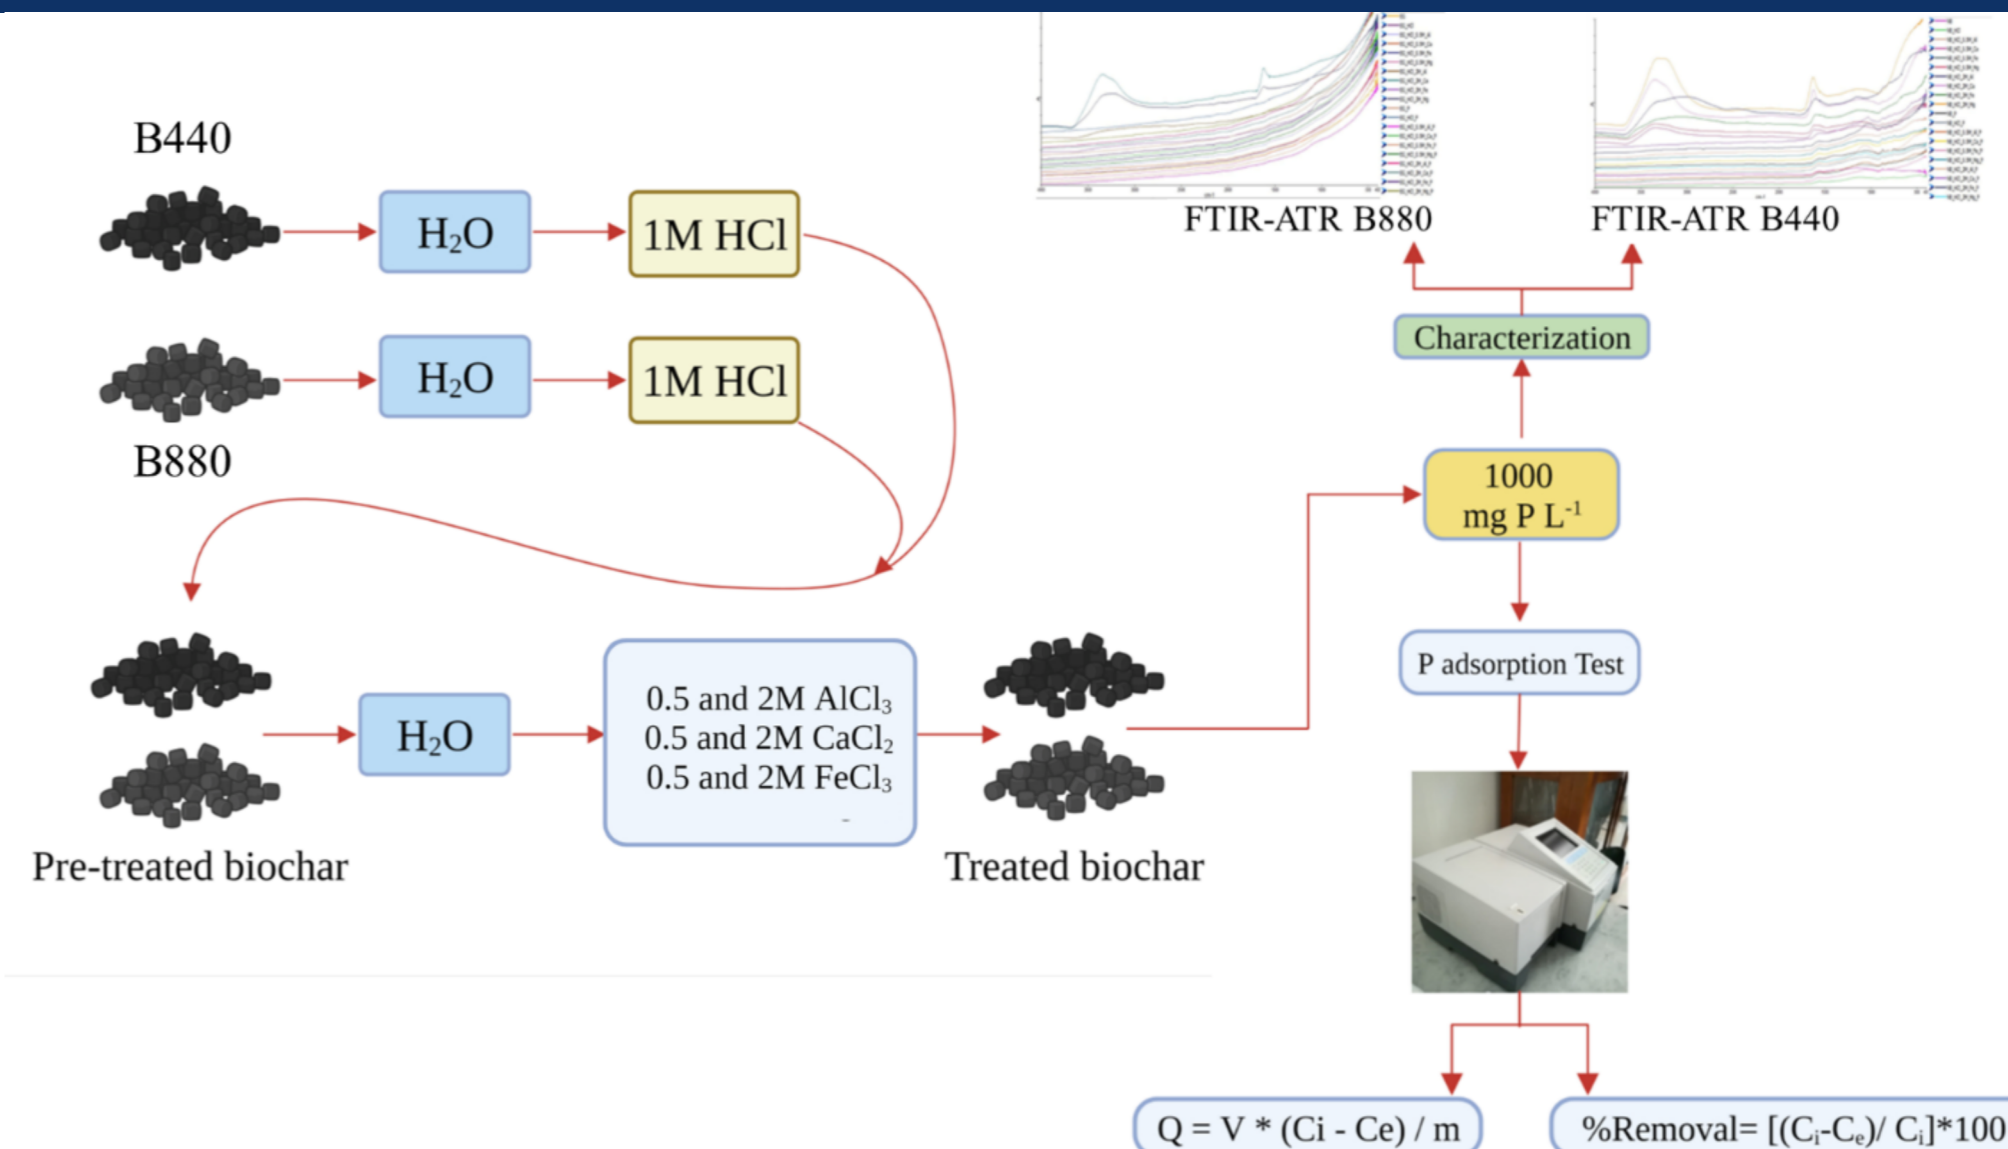 B440
H₂O
1M HCl
H₂O
1M HCl
B880
H₂O
0.5 and 2M AlCl₃
0.5 and 2M CaCl₂
0.5 and 2M FeCl₃
-
Pre-treated biochar
Treated biochar
FTIR-ATR B880
FTIR-ATR B440
Characterization
1000
mg P L⁻¹
P adsorption Test
Q = V * (Ci - Ce) / m
%Removal= [(Cᵢ-Cₑ)/ Cᵢ]*100